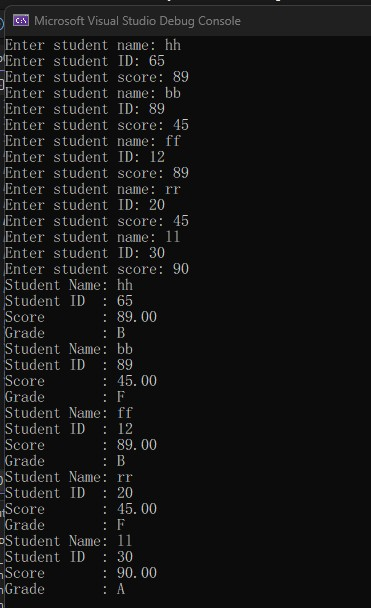 Microsoft Visual Studio Debug Console
Enter student name: hh
Enter student ID: 65
Enter student score: 89
Enter student name: bb
Enter student ID: 89
Enter student score: 45
Enter student name: ff
Enter student ID: 12
Enter student score: 89
Enter student name: rr
Enter student ID: 20
Enter student score: 45
Enter student name: ll
Enter student ID: 30
Enter student score: 90
Student Name: hh
Student ID  : 65
Score       : 89.00
Grade       : B
Student Name: bb
Student ID  : 89
Score       : 45.00
Grade       : F
Student Name: ff
Student ID  : 12
Score       : 89.00
Grade       : B
Student Name: rr
Student ID  : 20
Score       : 45.00
Grade       : F
Student Name: ll
Student ID  : 30
Score       : 90.00
Grade       : A